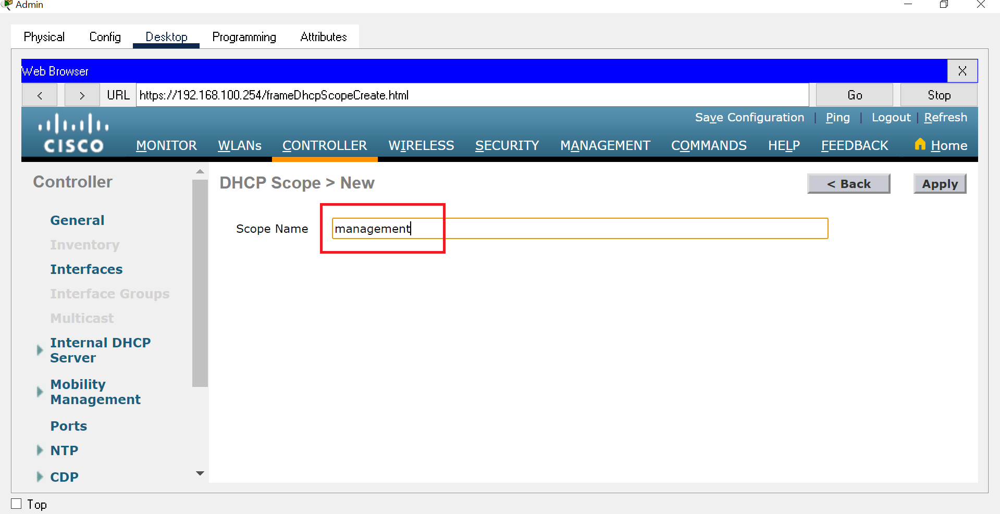 Admin
Physical Config Desktop Programming Attributes
Web Browser X
< > URL https://192.168.100.254/frameDhcpScopeCreate.html Go Stop
Save Configuration | Ping | Logout | Refresh
CISCO MONITOR WLANs CONTROLLER WIRELESS SECURITY MANAGEMENT COMMANDS HELP FEEDBACK Home
Controller
General
Inventory
Interfaces
Interface Groups
Multicast
Internal DHCP
Server
Mobility
Management
Ports
NTP
CDP
DHCP Scope > New < Back Apply
Scope Name management
Top